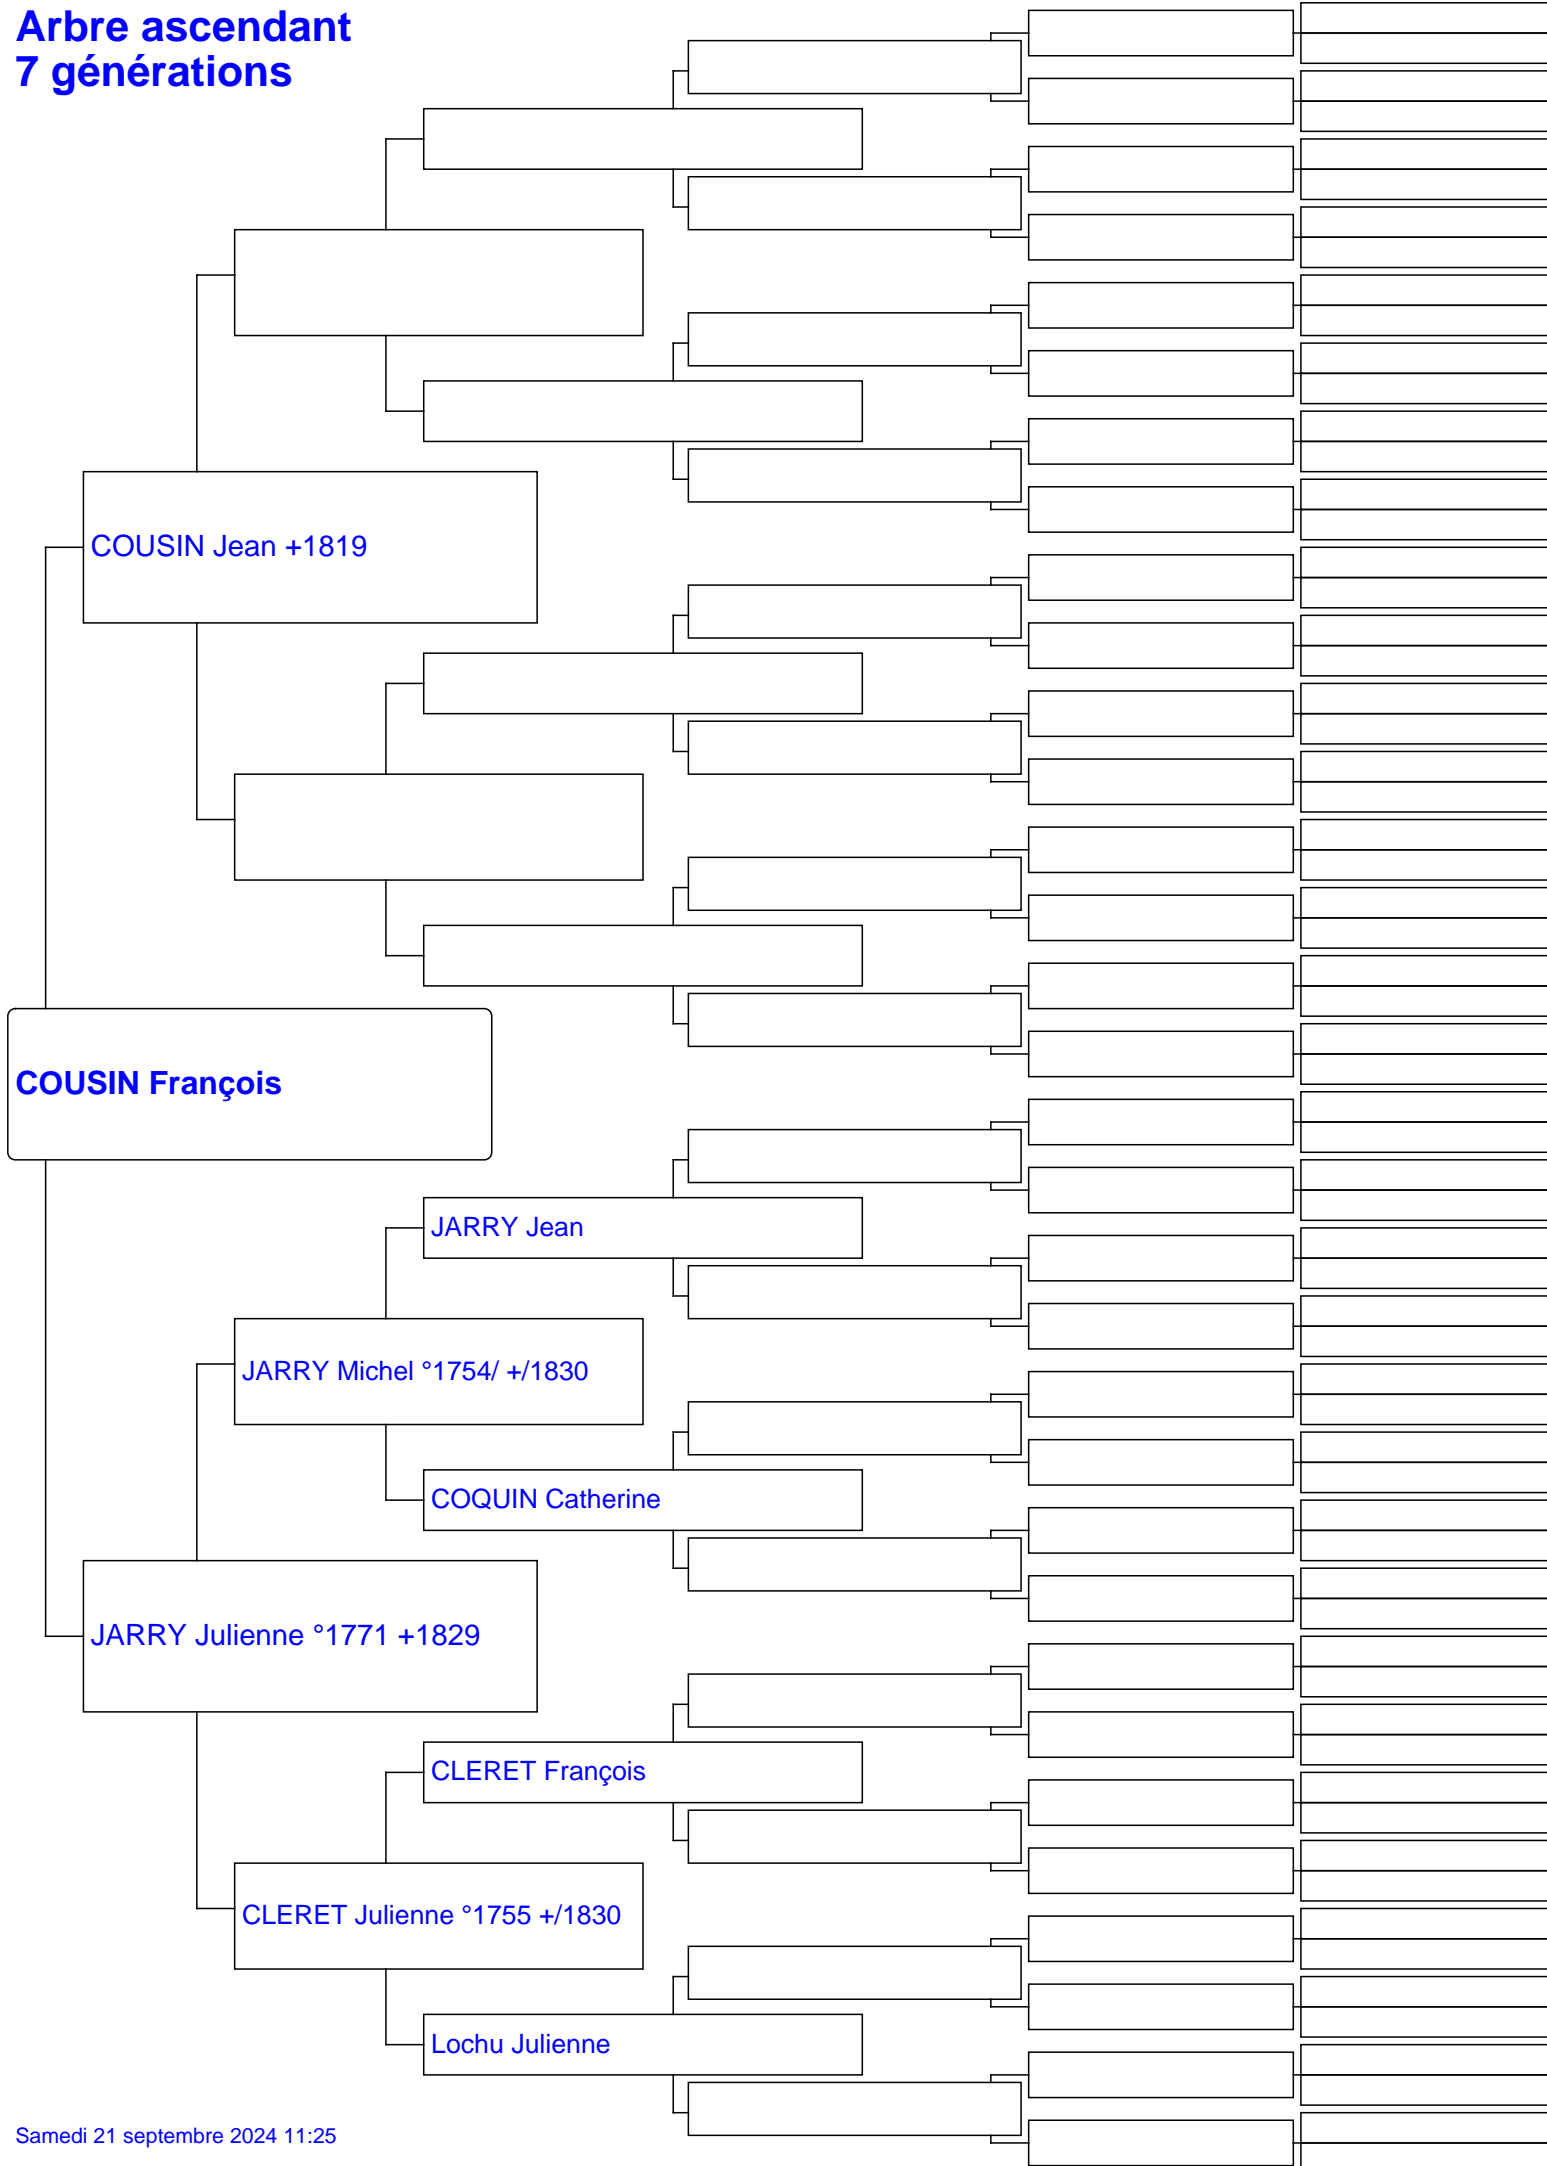 Arbre ascendant
7 générations
COUSIN Jean +1819
COUSIN François
JARRY Jean
JARRY Michel °1754/ +/1830
COQUIN Catherine
JARRY Julienne °1771 +1829
CLERET François
CLERET Julienne °1755 +/1830
Lochu Julienne
Samedi 21 septembre 2024 11:25